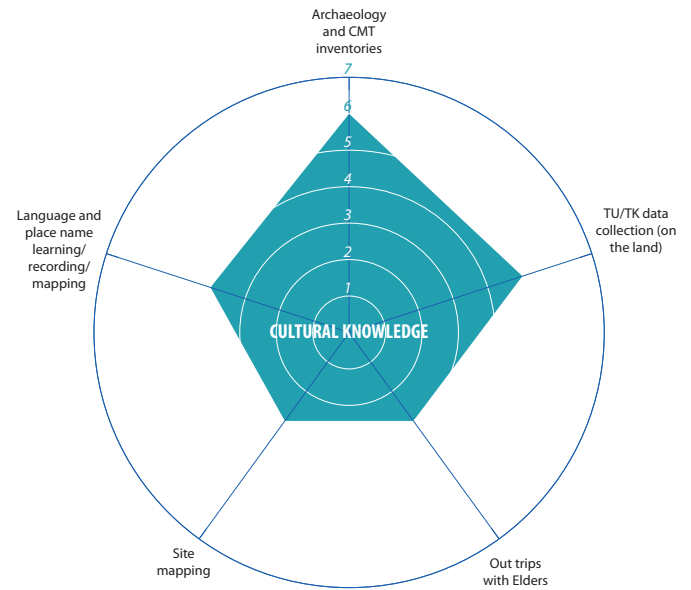 Archaeology
and CMT
inventories
7
6
5
4
3
2
1
Language and
place name
learning/
recording/
mapping
TU/TK data
collection (on
the land)
CULTURAL KNOWLEDGE
Site
mapping
Out trips
with Elders